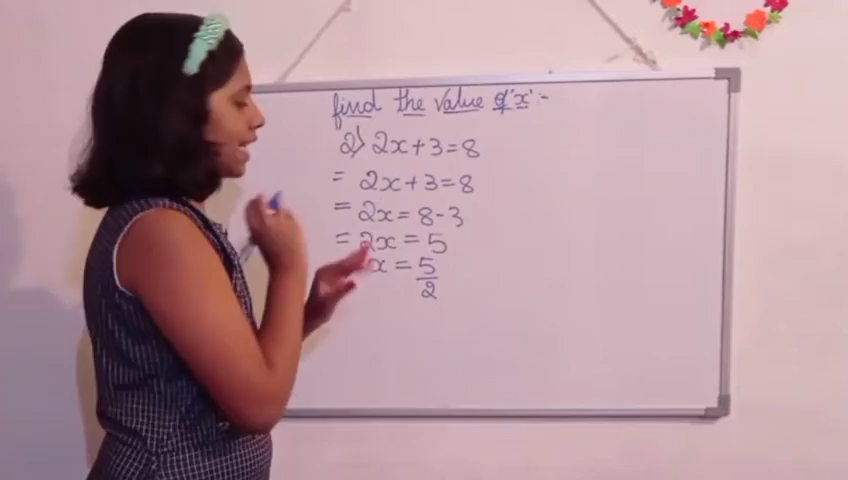 find the value of 'x' :-
2) 2x+3=8
= 2x+3=8
= 2x = 8-3
= 2x = 5
x = 5/2